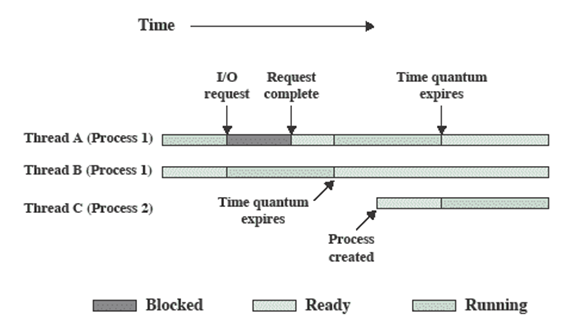 Time
I/O
request
Request
complete
Time quantum
expires
Thread A (Process 1)
Thread B (Process 1)
Thread C (Process 2)
Time quantum
expires
Process
created
Blocked
Ready
Running